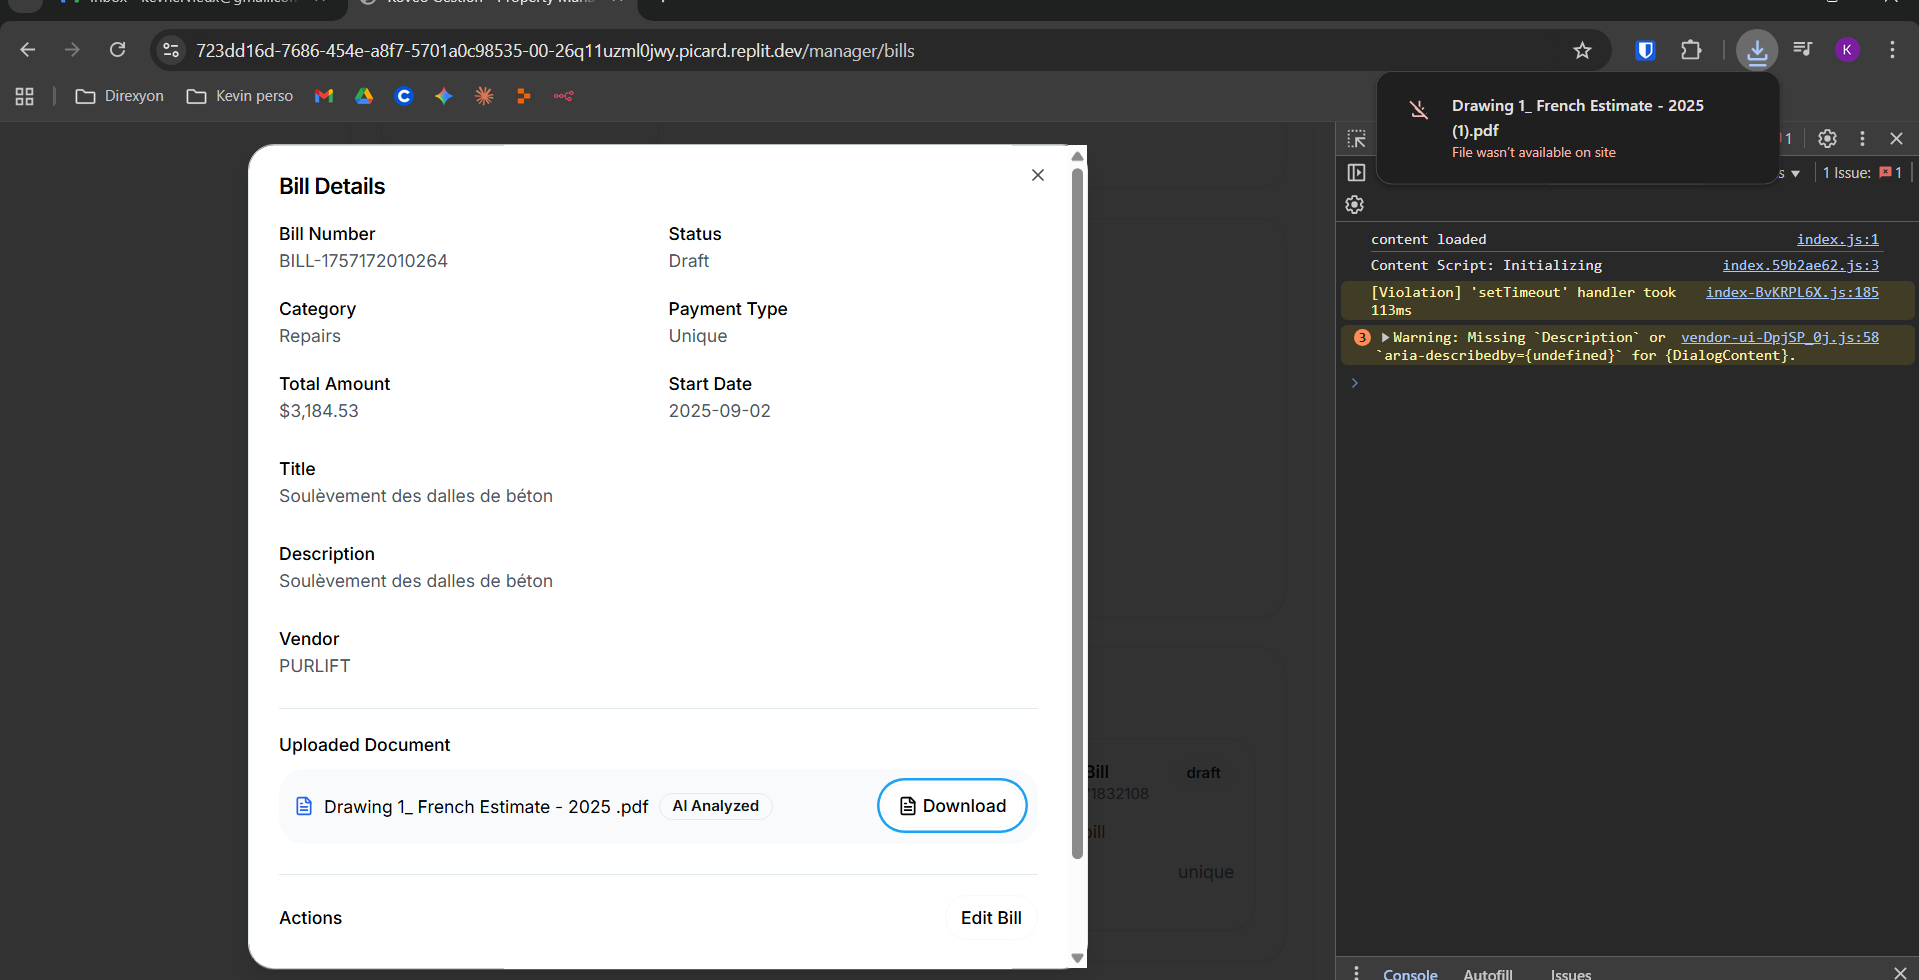 723dd16d-7686-454e-a8f7-5701a0c98535-00-26q11uzml0jwy.picard.replit.dev/manager/bills
K
Direxyon
Kevin perso
Drawing 1_ French Estimate - 2025
(1).pdf
File wasn't available on site
1
s
1 Issue:
1
Bill Details
Bill Number
BILL-1757172010264
Status
Draft
Category
Repairs
Payment Type
Unique
Total Amount
$3,184.53
Start Date
2025-09-02
Title
Soulèvement des dalles de béton
Description
Soulèvement des dalles de béton
Vendor
PURLIFT
Uploaded Document
Drawing 1_ French Estimate - 2025 .pdf
AI Analyzed
Download
Actions
Edit Bill
Bill
draft
71832108
bill
unique
content loaded
index.js:1
Content Script: Initializing
index.59b2ae62.js:3
[Violation] 'setTimeout' handler took
113ms
index-BvKRPL6X.js:185
3
Warning: Missing `Description` or
`aria-describedby={undefined}` for {DialogContent}.
vendor-ui-DpjSP_0j.js:58
Console
Autofill
Issues